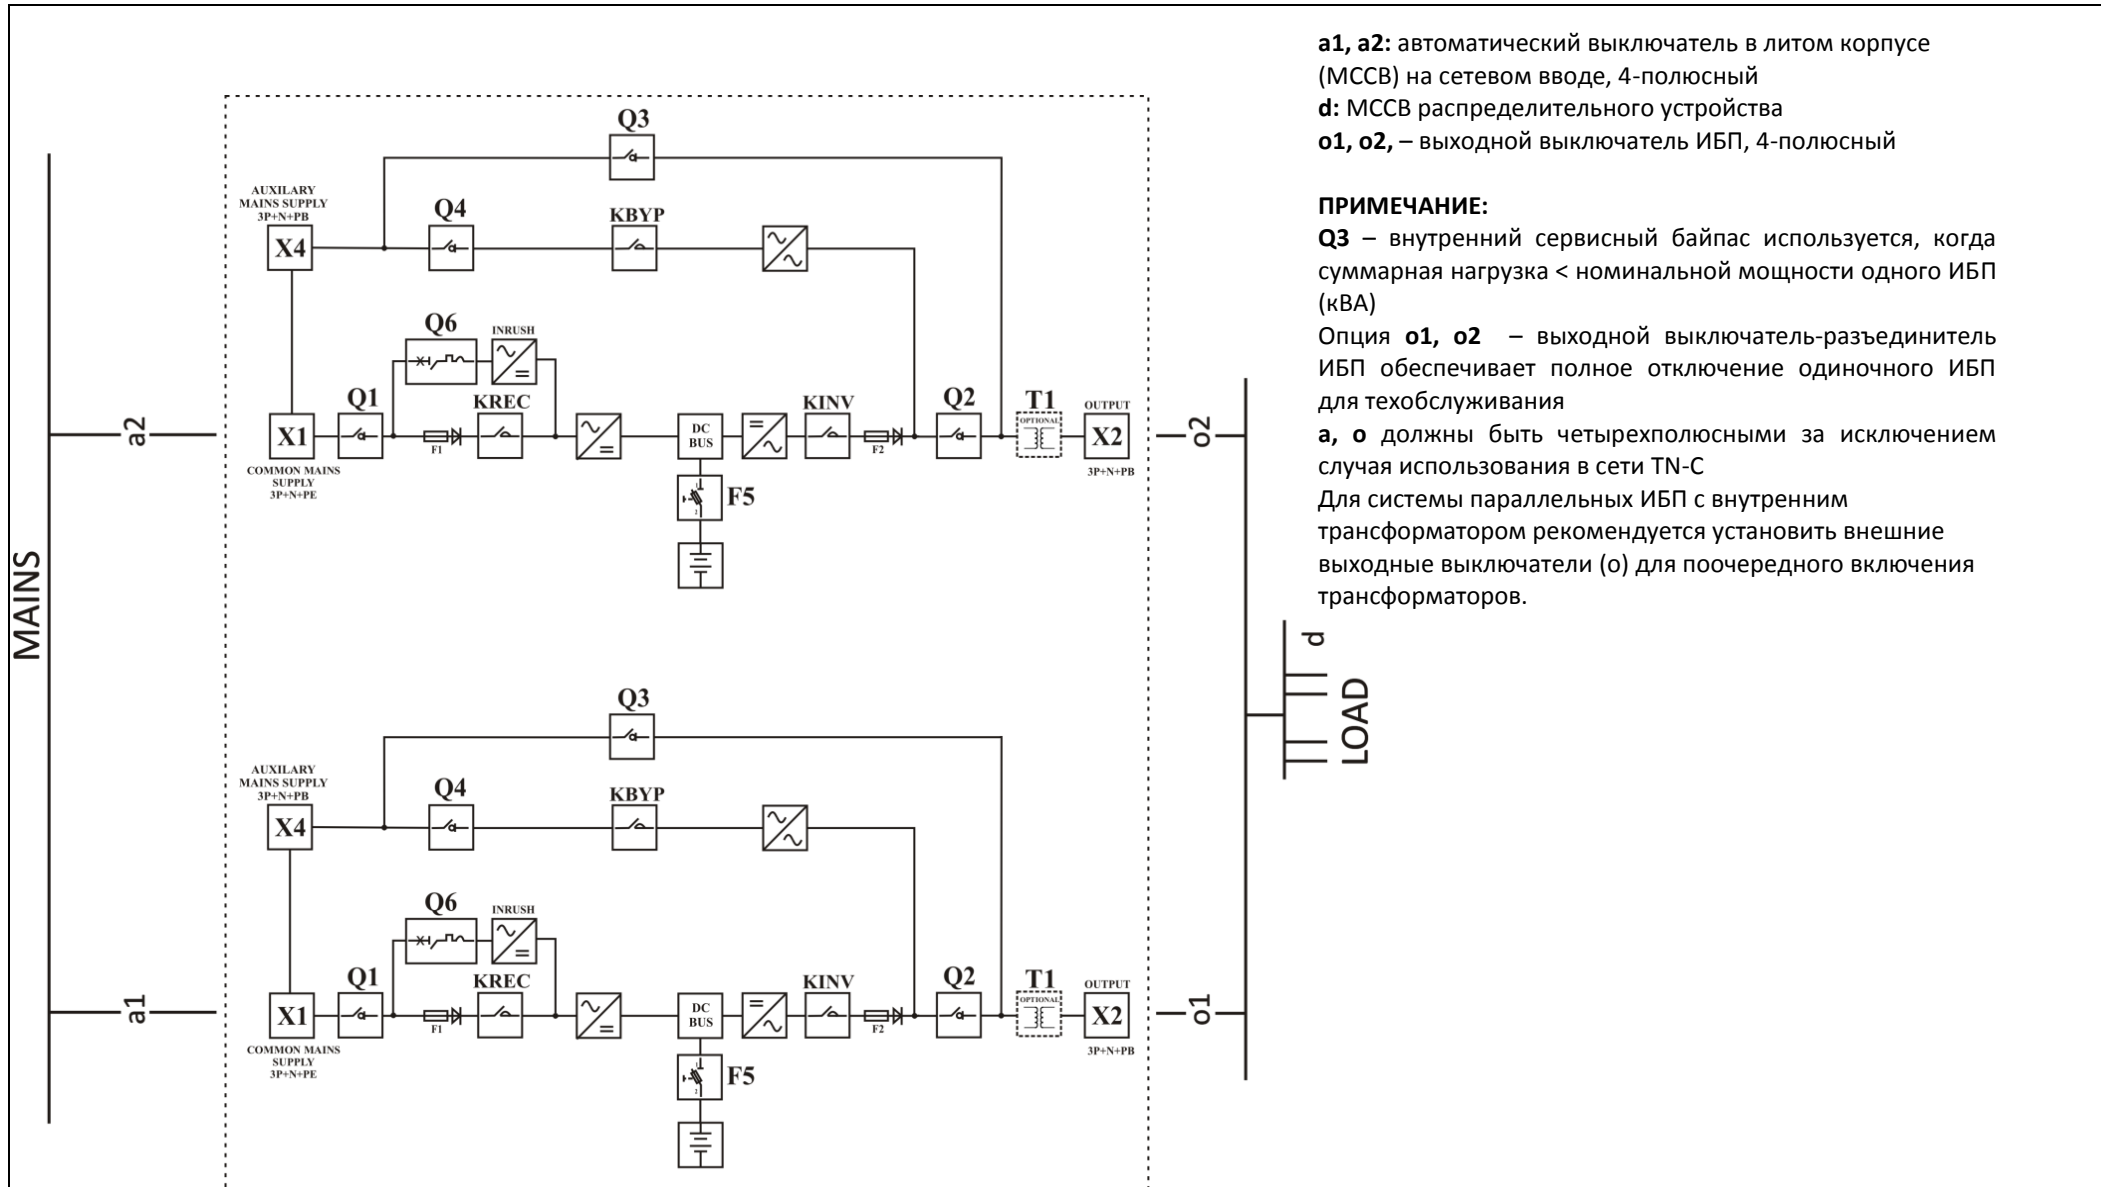 a1, a2: автоматический выключатель в литом корпусе
(MCCB) на сетевом вводе, 4-полюсный
d: MCCB распределительного устройства
o1, o2, – выходной выключатель ИБП, 4-полюсный
ПРИМЕЧАНИЕ:
Q3 – внутренний сервисный байпас используется, когда
суммарная нагрузка < номинальной мощности одного ИБП
(кВА)
Опция o1, o2 – выходной выключатель-разъединитель
ИБП обеспечивает полное отключение одиночного ИБП
для техобслуживания
a, o должны быть четырехполюсными за исключением
случая использования в сети TN-C
Для системы параллельных ИБП с внутренним
трансформатором рекомендуется установить внешние
выходные выключатели (o) для поочередного включения
трансформаторов.
MAINS
a2
Q3
AUXILARY
MAINS SUPPLY
3P+N+PB
X4
Q4
KBYP
Q6
INRUSH
Q1
KREC
KINV
Q2
T1
OPTIONAL
OUTPUT
X1
F1
DC
BUS
F2
X2
COMMON MAINS
SUPPLY
3P+N+PE
3P+N+PB
1
2
F5
o2
d
LOAD
a1
Q3
AUXILARY
MAINS SUPPLY
3P+N+PB
X4
Q4
KBYP
Q6
INRUSH
Q1
KREC
KINV
Q2
T1
OPTIONAL
OUTPUT
X1
F1
DC
BUS
F2
X2
COMMON MAINS
SUPPLY
3P+N+PE
3P+N+PB
1
2
F5
o1